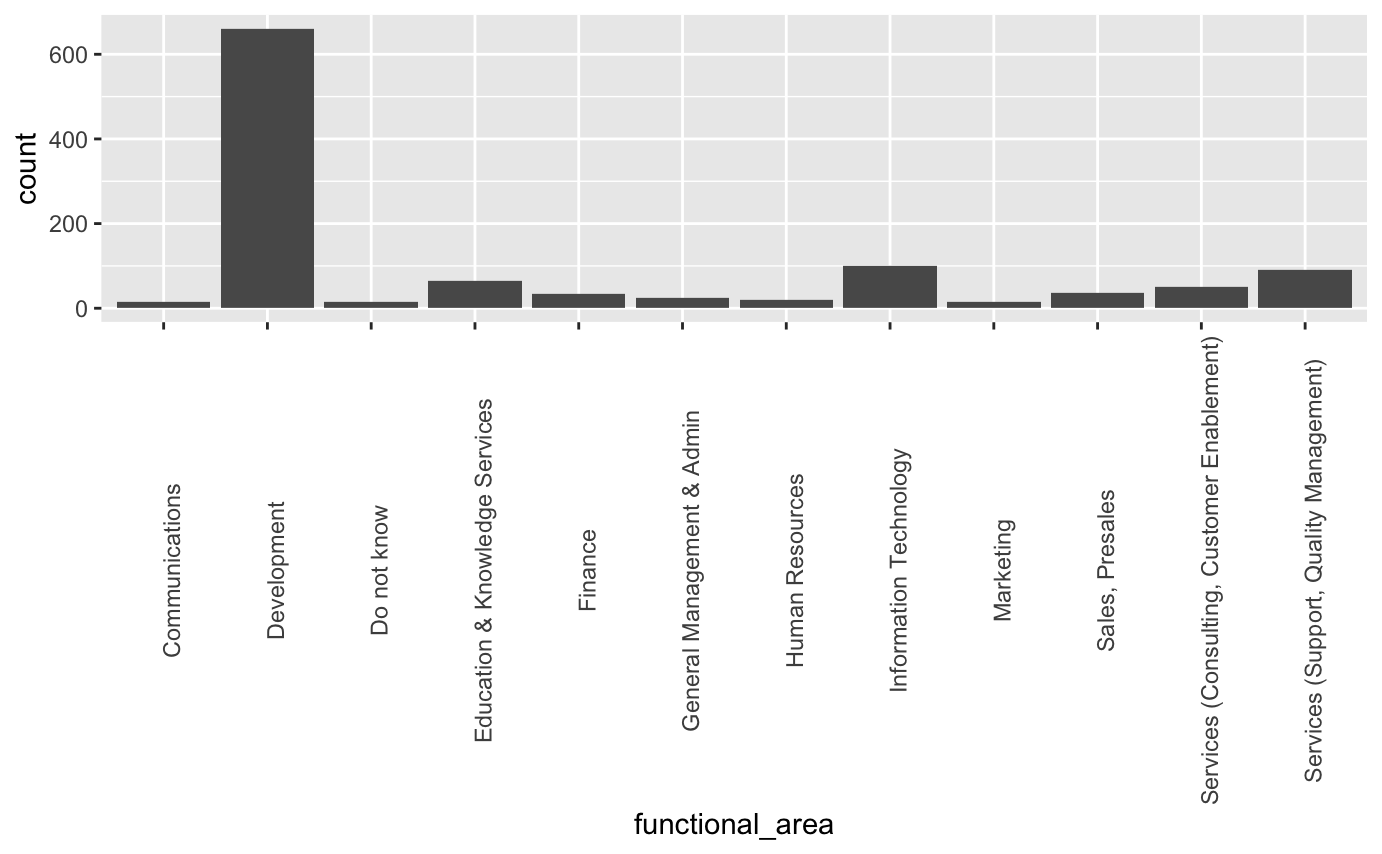 count
600
400
200
0
Communications
Development
Do not know
Education & Knowledge Services
Finance
General Management & Admin
Human Resources
Information Technology
Marketing
Sales, Presales
Services (Consulting, Customer Enablement)
Services (Support, Quality Management)
functional_area